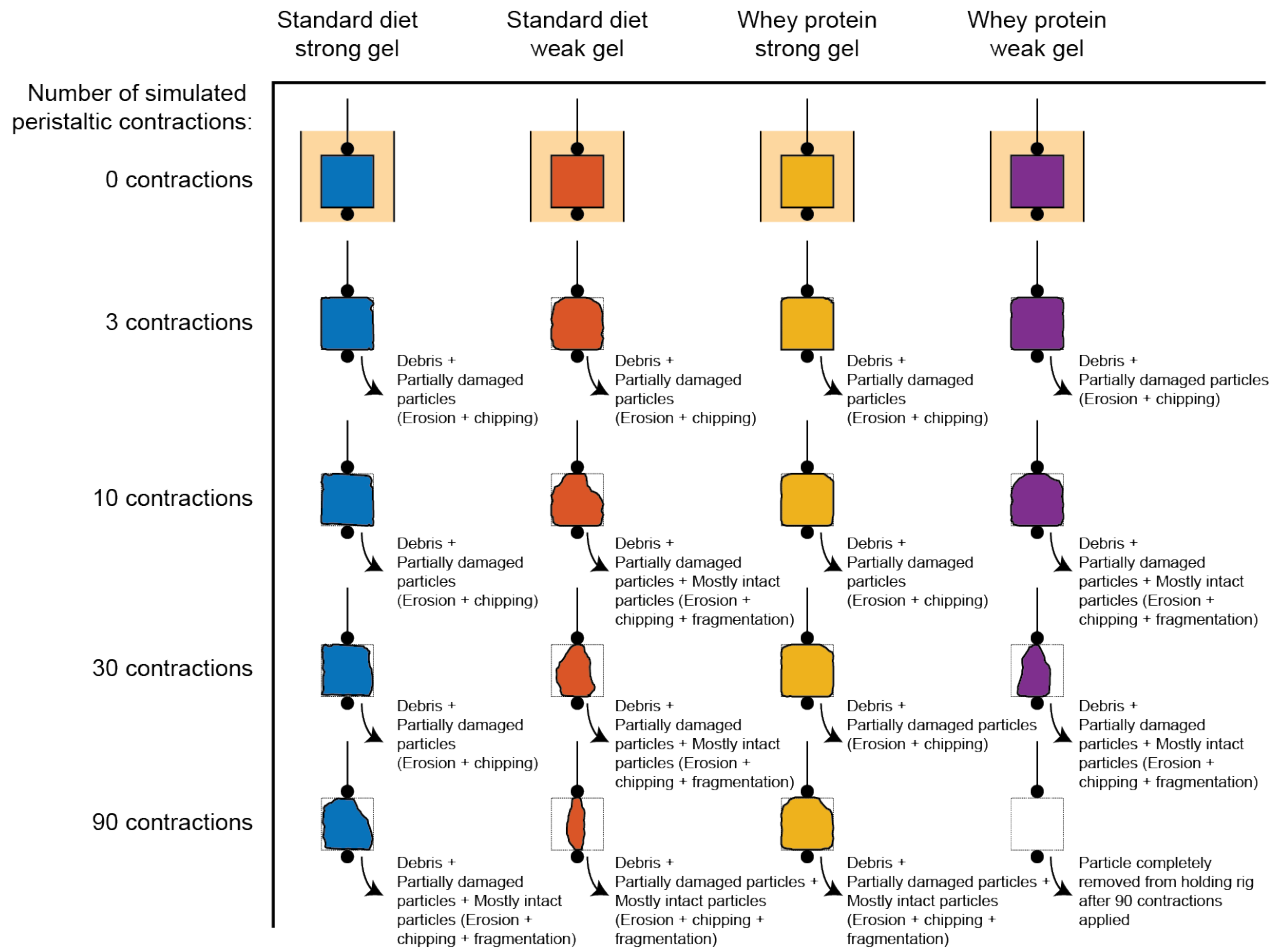 Standard diet
strong gel
Standard diet
weak gel
Whey protein
strong gel
Whey protein
weak gel
Number of simulated
peristaltic contractions:
0 contractions
3 contractions
Debris +
Partially damaged
particles
(Erosion + chipping)
Debris +
Partially damaged
particles
(Erosion + chipping)
Debris +
Partially damaged
particles
(Erosion + chipping)
Debris +
Partially damaged particles
(Erosion + chipping)
10 contractions
Debris +
Partially damaged
particles
(Erosion + chipping)
Debris +
Partially damaged
particles + Mostly intact
particles (Erosion +
chipping + fragmentation)
Debris +
Partially damaged
particles
(Erosion + chipping)
Debris +
Partially damaged
particles + Mostly intact
particles (Erosion +
chipping + fragmentation)
30 contractions
Debris +
Partially damaged
particles
(Erosion + chipping)
Debris +
Partially damaged
particles + Mostly intact
particles (Erosion +
chipping + fragmentation)
Debris +
Partially damaged particles
(Erosion + chipping)
Debris +
Partially damaged
particles + Mostly intact
particles (Erosion +
chipping + fragmentation)
90 contractions
Debris +
Partially damaged
particles + Mostly intact
particles (Erosion +
chipping + fragmentation)
Debris +
Partially damaged particles +
Mostly intact particles
(Erosion + chipping +
fragmentation)
Debris +
Partially damaged particles +
Mostly intact particles
(Erosion + chipping +
fragmentation)
Particle completely
removed from holding rig
after 90 contractions
applied